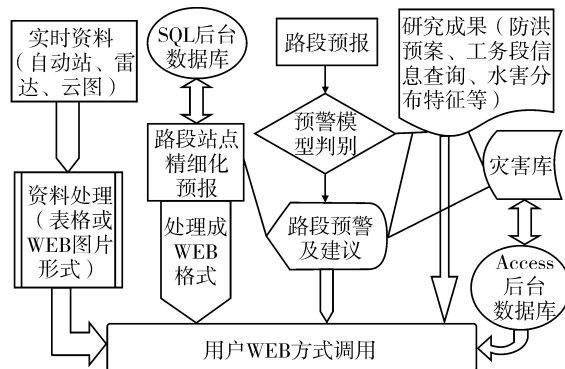 实时资料
（自动站、雷
达、云图）
SQL后台
数据库
路段预报
研究成果（防洪
预案、工务段信
息查询、水害分
布特征等）
预警模
型判别
路段站点
精细化
预报
灾害库
资料处理
（表格或
WEB图片
形式）
处理成
WEB
格式
路段预警
及建议
Access
后台
数据库
用户WEB方式调用